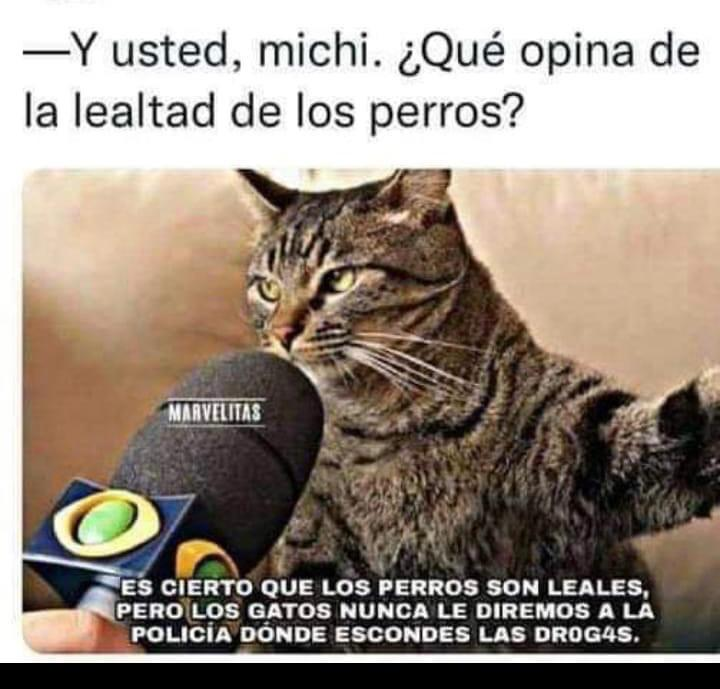 —Y usted, michi. ¿Qué opina de
la lealtad de los perros?
MARVELITAS
ES CIERTO QUE LOS PERROS SON LEALES,
PERO LOS GATOS NUNCA LE DIREMOS A LA
POLICÍA DÓNDE ESCONDES LAS DR0G4S.